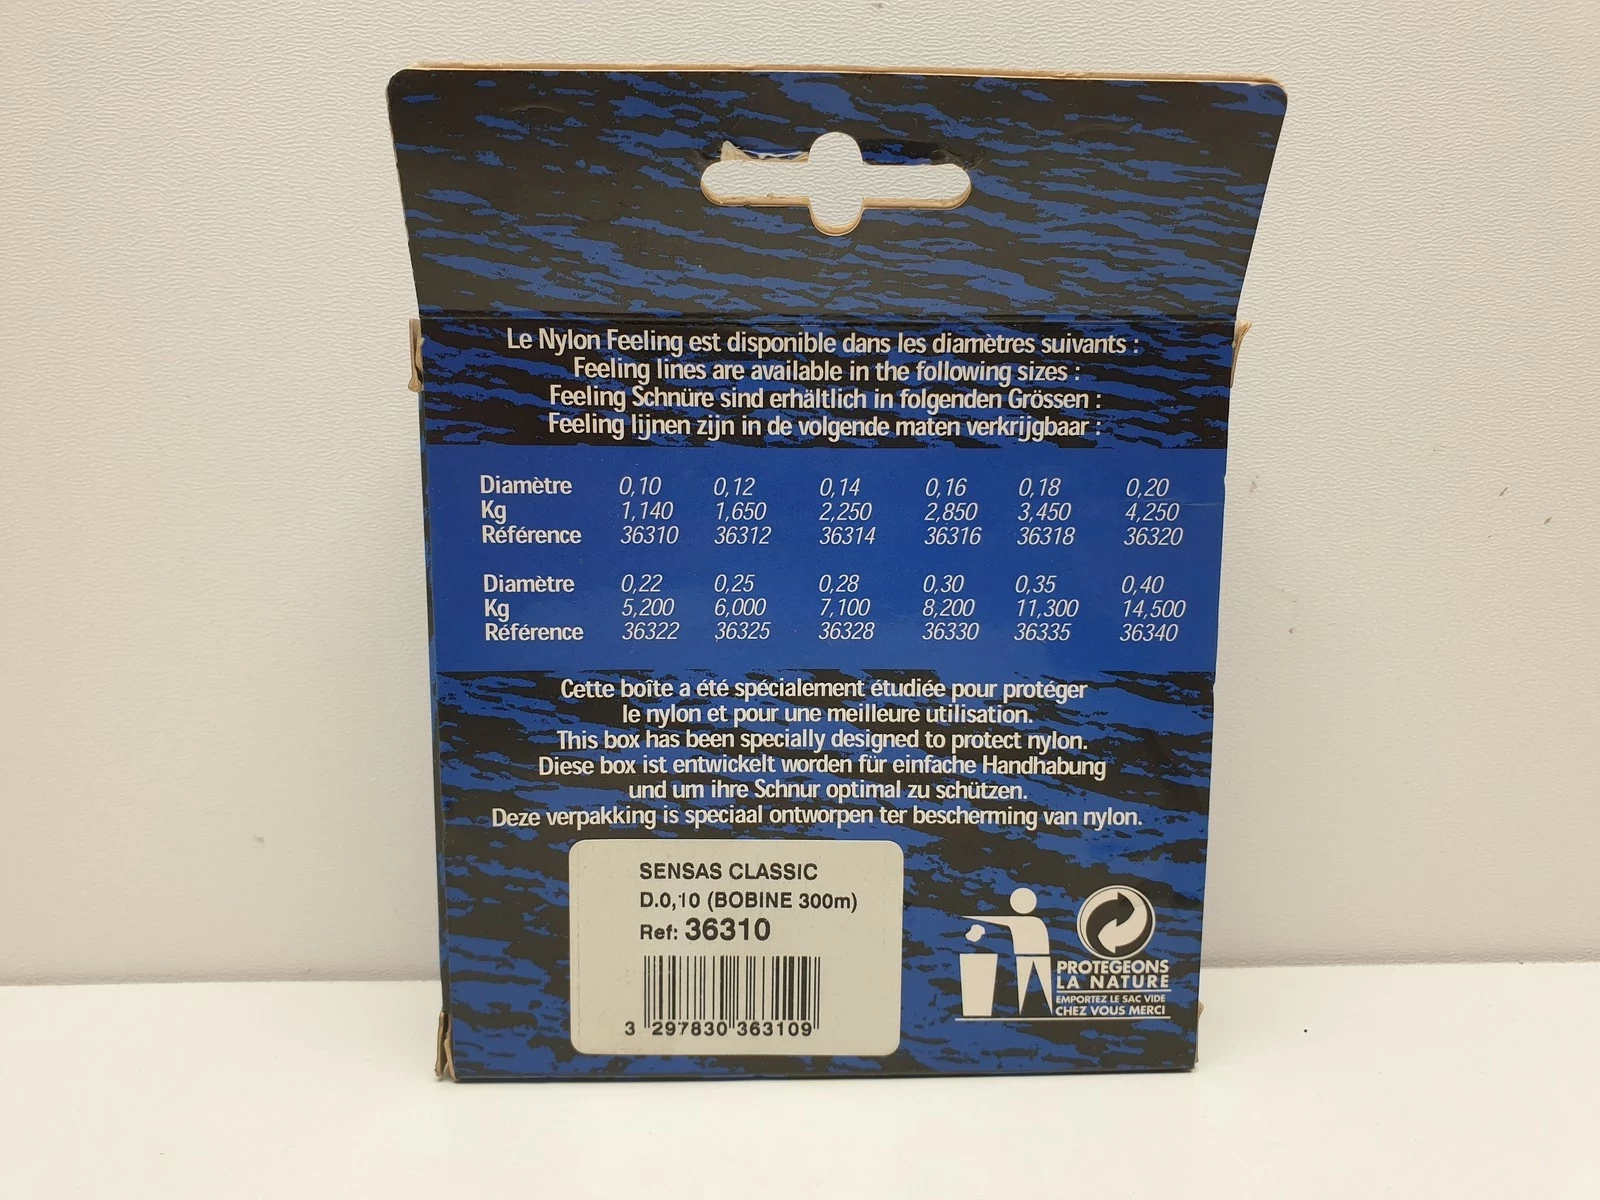 Le Nylon Feeling est disponible dans les diamètres suivants :
Feeling lines are available in the following sizes :
Feeling Schnüre sind erhältlich in folgenden Grössen :
Feeling lijnen zijn in de volgende maten verkrijgbaar :
Diamètre 0,10 0,12 0,14 0,16 0,18 0,20
Kg 1,140 1,650 2,250 2,850 3,450 4,250
Référence 36310 36312 36314 36316 36318 36320
Diamètre 0,22 0,25 0,28 0,30 0,35 0,40
Kg 5,200 6,000 7,100 8,200 11,300 14,500
Référence 36322 36325 36328 36330 36335 36340
Cette boîte a été spécialement étudiée pour protéger
le nylon et pour une meilleure utilisation.
This box has been specially designed to protect nylon.
Diese box ist entwickelt worden für einfache Handhabung
und um ihre Schnur optimal zu schützen.
Deze verpakking is speciaal ontworpen ter bescherming van nylon.
SENSAS CLASSIC
D.0,10 (BOBINE 300m)
Ref: 36310
3 297830 363109
PROTEGEONS
LA NATURE
EMPORTEZ LE SAC VIDE
CHEZ VOUS MERCI